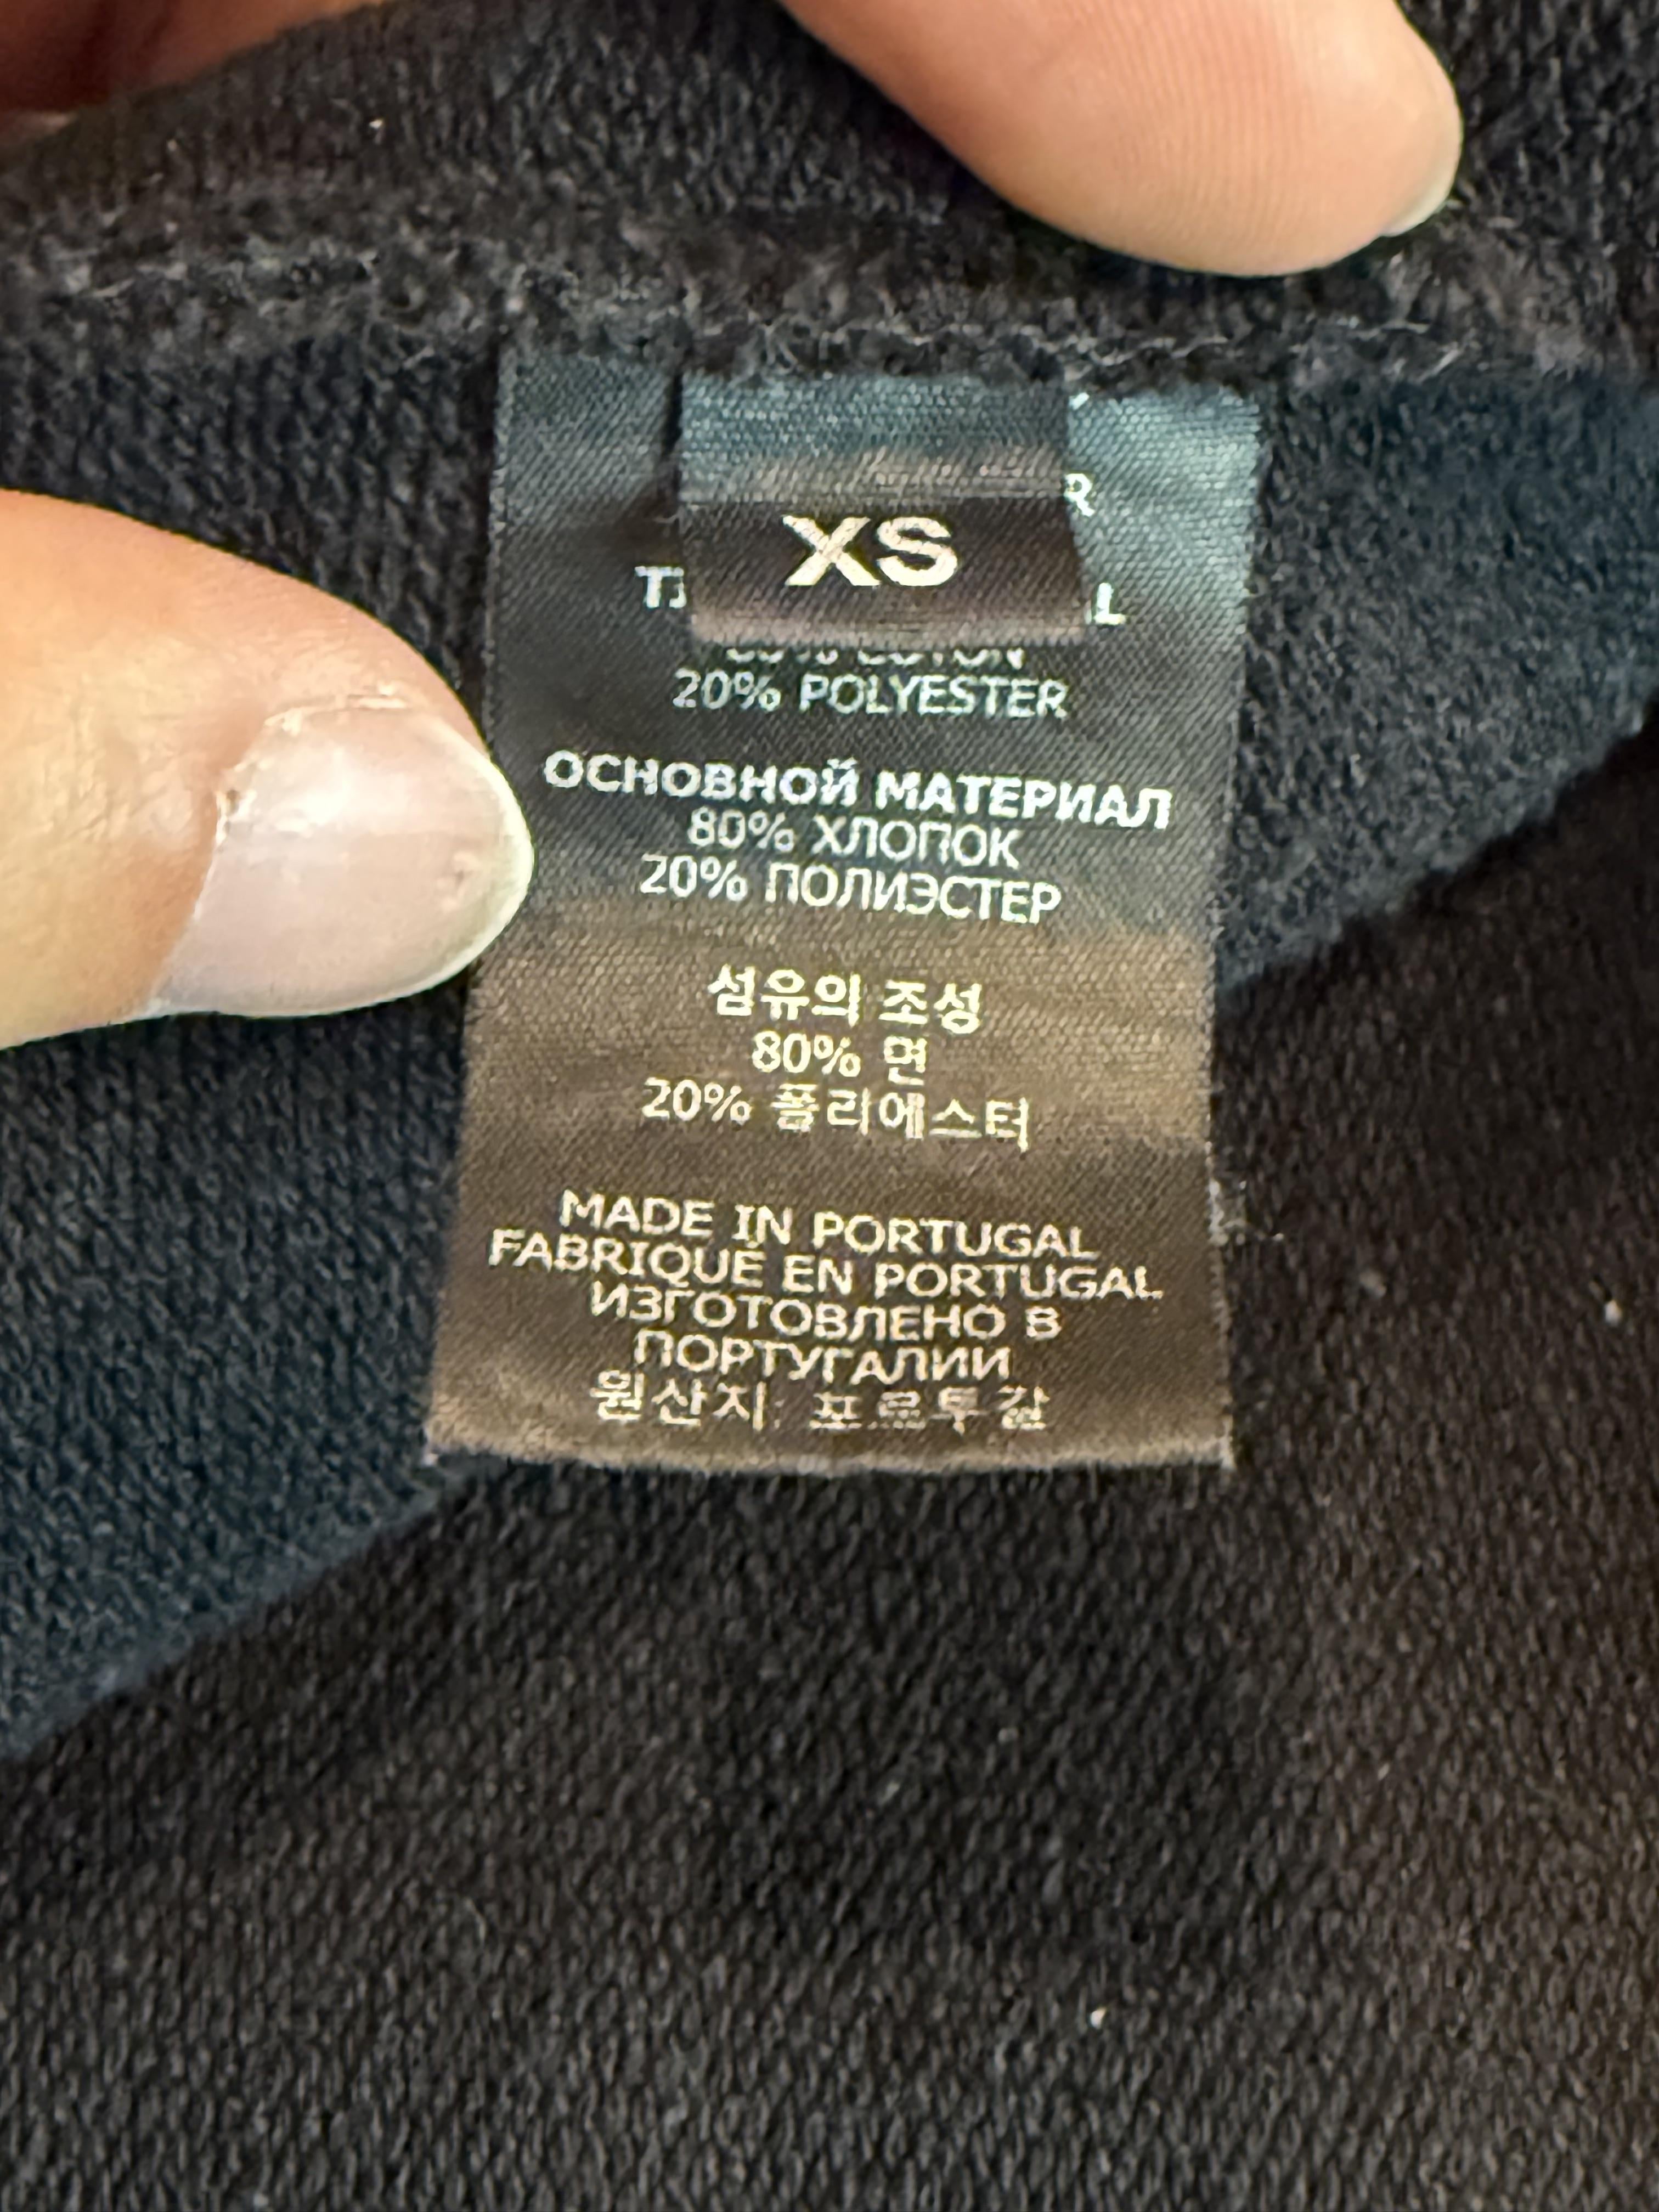 XS
20% POLYESTER
ОСНОВНОЙ МАТЕРИАЛ
80% ХЛОПОК
20% ПОЛИЭСТЕР
섬유의 조성
80% 면
20% 폴리에스터
MADE IN PORTUGAL
FABRIQUÉ EN PORTUGAL
ИЗГОТОВЛЕНО В
ПОРТУГАЛИИ
원산지: 포르투갈